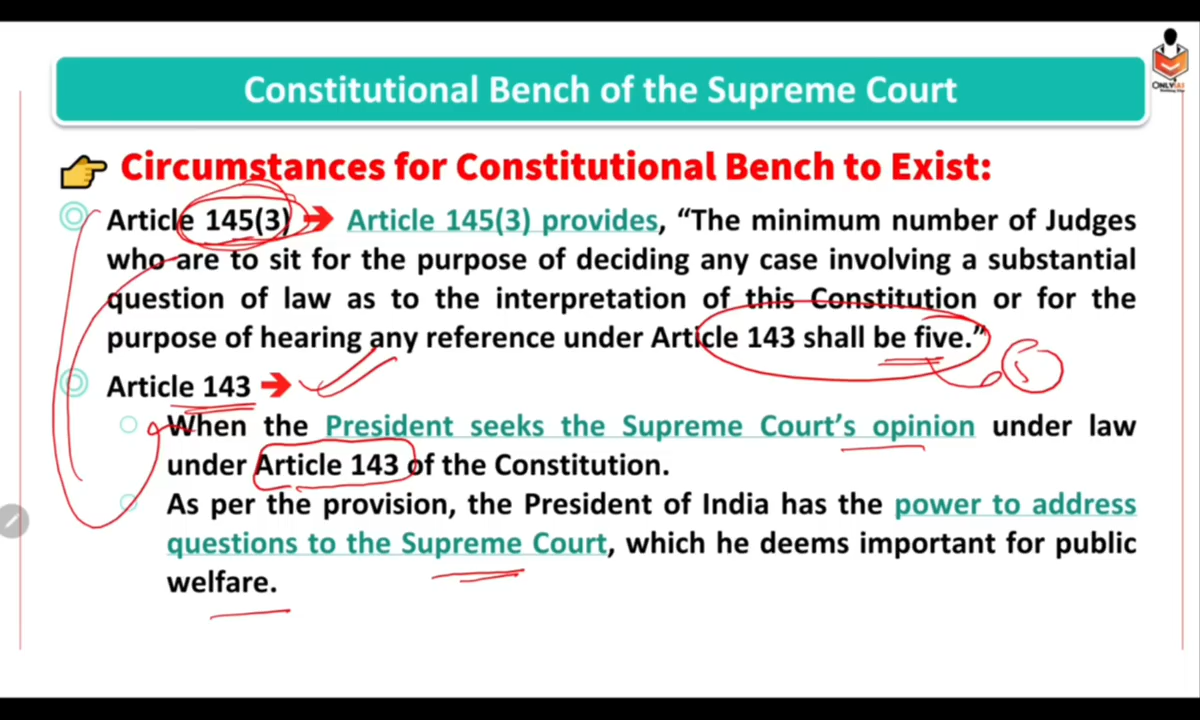 Constitutional Bench of the Supreme Court
ONLYIAS
Circumstances for Constitutional Bench to Exist:
Article 145(3) → Article 145(3) provides, “The minimum number of Judges
who are to sit for the purpose of deciding any case involving a substantial
question of law as to the interpretation of this Constitution or for the
purpose of hearing any reference under Article 143 shall be five.”
5
Article 143 →
When the President seeks the Supreme Court’s opinion under law
under Article 143 of the Constitution.
As per the provision, the President of India has the power to address
questions to the Supreme Court, which he deems important for public
welfare.